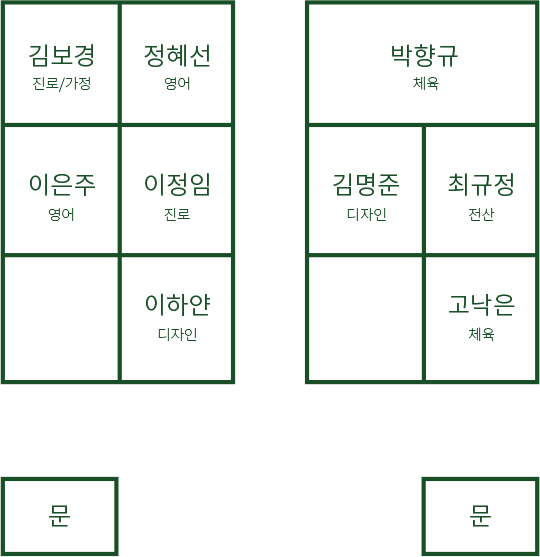 김보경
진로/가정
정혜선
영어
박향규
체육
이은주
영어
이정임
진로
김명준
디자인
최규정
전산
이하얀
디자인
고낙은
체육
문
문